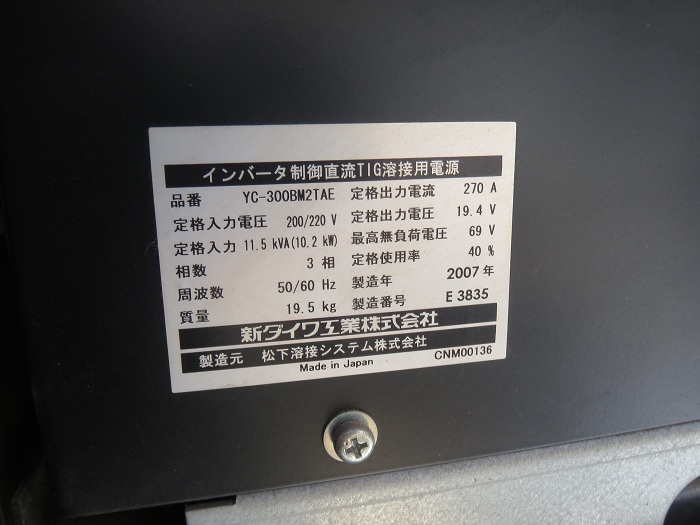 インバータ制御直流TIG溶接用電源
品番 YC-300BM2TAE 定格出力電流 270 A
定格入力電圧 200/220 V 定格出力電圧 19.4 V
定格入力 11.5 kVA(10.2 kW) 最高無負荷電圧 69 V
相数 3 相 定格使用率 40 %
周波数 50/60 Hz 製造年 2007 年
質量 19.5 kg 製造番号 E 3835
新ダイワ工業株式会社
製造元 松下溶接システム株式会社 CNM00136
Made in Japan